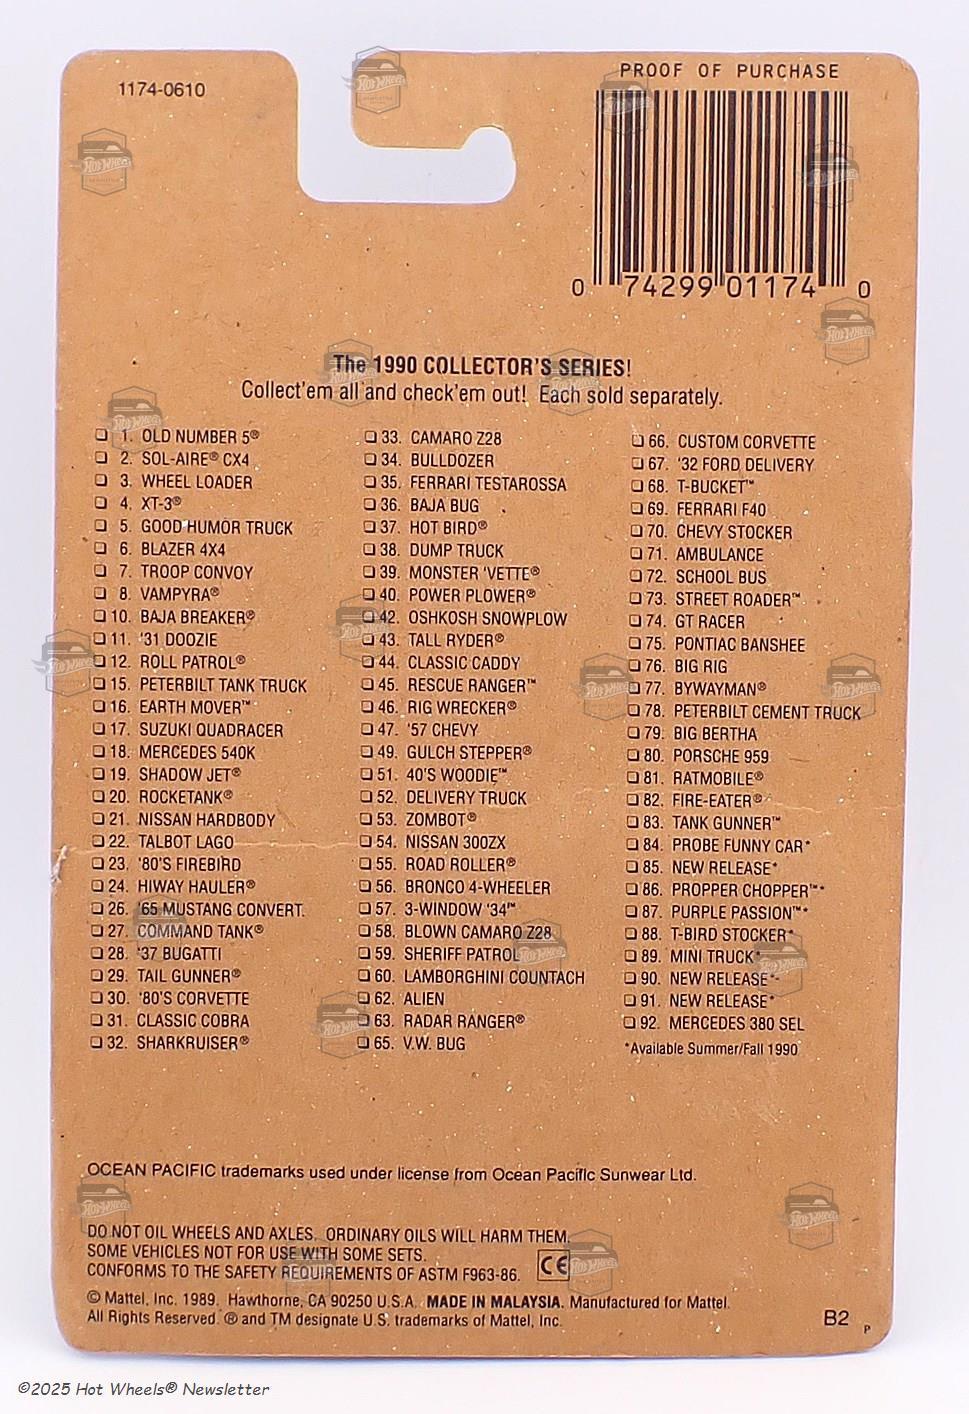 1174-0610
PROOF OF PURCHASE
0 74299 01174 0
The 1990 COLLECTOR'S SERIES!
Collect'em all and check'em out! Each sold separately.
❏ 1. OLD NUMBER 5®
❏ 2. SOL-AIRE® CX4
❏ 3. WHEEL LOADER
❏ 4. XT-3®
❏ 5. GOOD HUMOR TRUCK
❏ 6. BLAZER 4X4
❏ 7. TROOP CONVOY
❏ 8. VAMPYRA®
❏ 10. BAJA BREAKER®
❏ 11. '31 DOOZIE
❏ 12. ROLL PATROL®
❏ 15. PETERBILT TANK TRUCK
❏ 16. EARTH MOVER™
❏ 17. SUZUKI QUADRACER
❏ 18. MERCEDES 540K
❏ 19. SHADOW JET®
❏ 20. ROCKETANK®
❏ 21. NISSAN HARDBODY
❏ 22. TALBOT LAGO
❏ 23. '80'S FIREBIRD
❏ 24. HIWAY HAULER®
❏ 26. '65 MUSTANG CONVERT.
❏ 27. COMMAND TANK®
❏ 28. '37 BUGATTI
❏ 29. TAIL GUNNER®
❏ 30. '80'S CORVETTE
❏ 31. CLASSIC COBRA
❏ 32. SHARKRUISER®
❏ 33. CAMARO Z28
❏ 34. BULLDOZER
❏ 35. FERRARI TESTAROSSA
❏ 36. BAJA BUG
❏ 37. HOT BIRD®
❏ 38. DUMP TRUCK
❏ 39. MONSTER 'VETTE®
❏ 40. POWER PLOWER®
❏ 42. OSHKOSH SNOWPLOW
❏ 43. TALL RYDER®
❏ 44. CLASSIC CADDY
❏ 45. RESCUE RANGER™
❏ 46. RIG WRECKER®
❏ 47. '57 CHEVY
❏ 49. GULCH STEPPER®
❏ 51. 40'S WOODIE™
❏ 52. DELIVERY TRUCK
❏ 53. ZOMBOT®
❏ 54. NISSAN 300ZX
❏ 55. ROAD ROLLER®
❏ 56. BRONCO 4-WHEELER
❏ 57. 3-WINDOW '34™
❏ 58. BLOWN CAMARO Z28
❏ 59. SHERIFF PATROL
❏ 60. LAMBORGHINI COUNTACH
❏ 62. ALIEN
❏ 63. RADAR RANGER®
❏ 65. V.W. BUG
❏ 66. CUSTOM CORVETTE
❏ 67. '32 FORD DELIVERY
❏ 68. T-BUCKET™
❏ 69. FERRARI F40
❏ 70. CHEVY STOCKER
❏ 71. AMBULANCE
❏ 72. SCHOOL BUS
❏ 73. STREET ROADER™
❏ 74. GT RACER
❏ 75. PONTIAC BANSHEE
❏ 76. BIG RIG
❏ 77. BYWAYMAN®
❏ 78. PETERBILT CEMENT TRUCK
❏ 79. BIG BERTHA
❏ 80. PORSCHE 959
❏ 81. RATMOBILE®
❏ 82. FIRE-EATER®
❏ 83. TANK GUNNER™
❏ 84. PROBE FUNNY CAR*
❏ 85. NEW RELEASE*
❏ 86. PROPPER CHOPPER™*
❏ 87. PURPLE PASSION™*
❏ 88. T-BIRD STOCKER*
❏ 89. MINI TRUCK*
❏ 90. NEW RELEASE*
❏ 91. NEW RELEASE*
❏ 92. MERCEDES 380 SEL
*Available Summer/Fall 1990
OCEAN PACIFIC trademarks used under license from Ocean Pacific Sunwear Ltd.
DO NOT OIL WHEELS AND AXLES. ORDINARY OILS WILL HARM THEM.
SOME VEHICLES NOT FOR USE WITH SOME SETS.
CONFORMS TO THE SAFETY REQUIREMENTS OF ASTM F963-86. CE
© Mattel, Inc. 1989. Hawthorne, CA 90250 U.S.A. MADE IN MALAYSIA. Manufactured for Mattel.
All Rights Reserved. ® and TM designate U.S. trademarks of Mattel, Inc.
B2 P
©2025 Hot Wheels® Newsletter